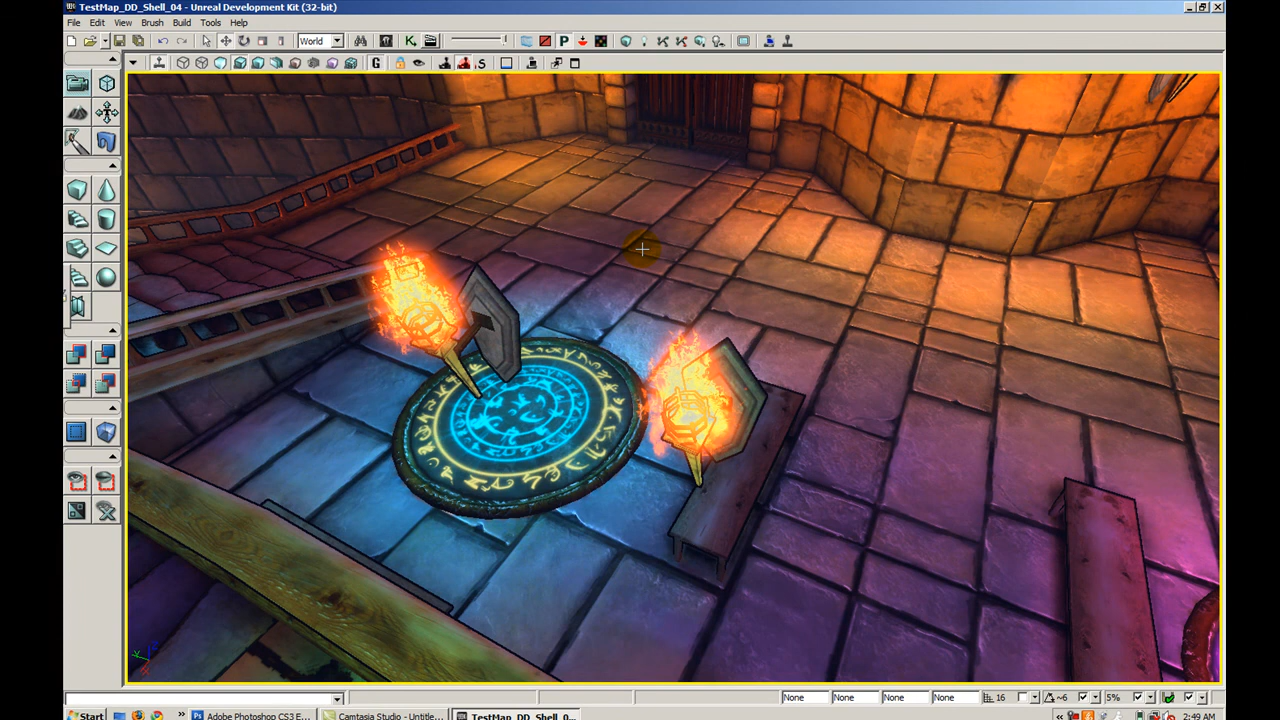 TestMap_DD_Shell_04 - Unreal Development Kit (32-bit)
File Edit View Brush Build Tools Help
World
P
K
G
S
None None None None 16 ~6 5%
Start
Adobe Photoshop CS3 E...
Camtasia Studio - Untitle...
TestMap_DD_Shell_0...
2:49 AM